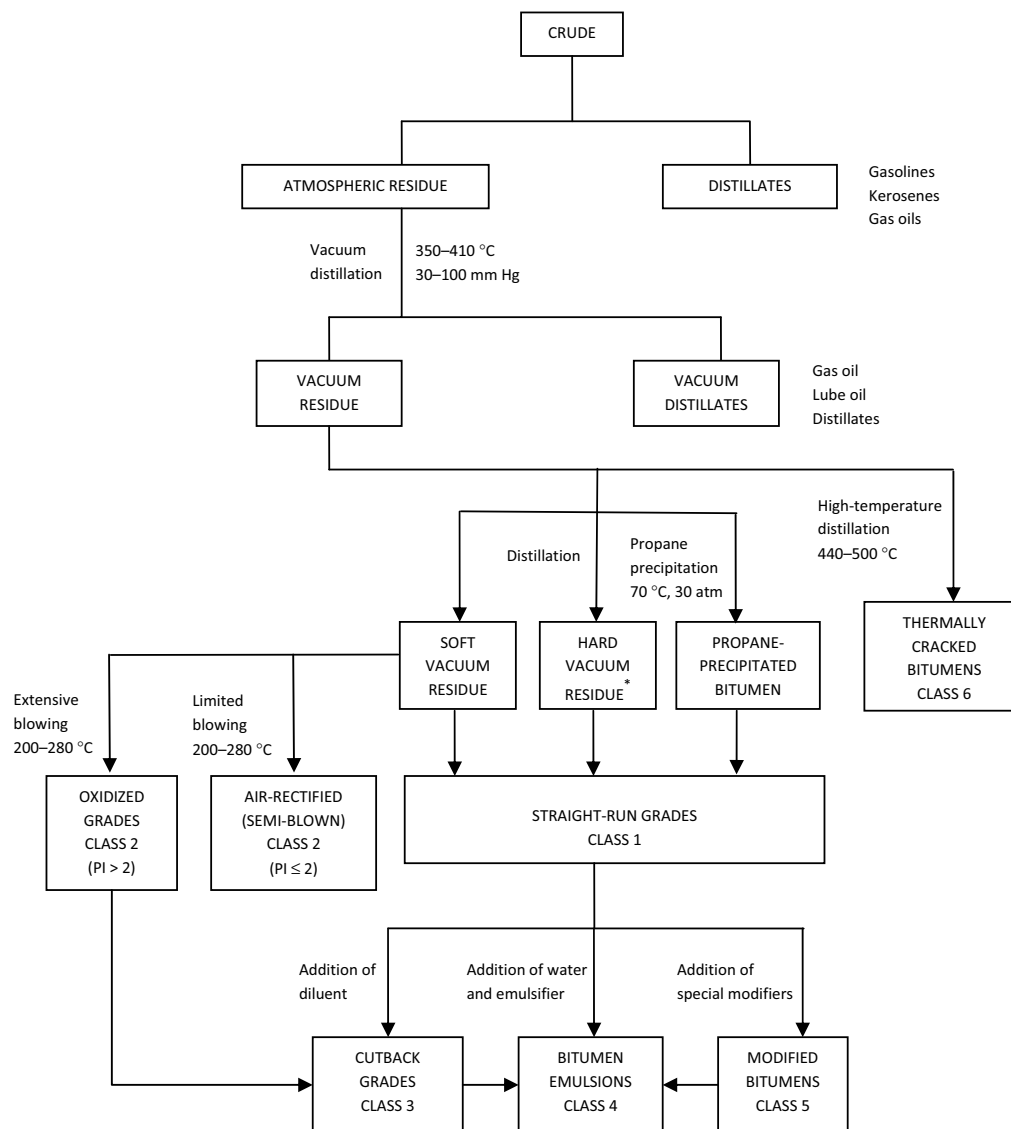 CRUDE
ATMOSPHERIC RESIDUE
DISTILLATES
Gasolines
Kerosenes
Gas oils
Vacuum
distillation
350–410 °C
30–100 mm Hg
VACUUM
RESIDUE
VACUUM
DISTILLATES
Gas oil
Lube oil
Distillates
High-temperature
distillation
440–500 °C
Distillation
Propane
precipitation
70 °C, 30 atm
SOFT
VACUUM
RESIDUE
HARD
VACUUM
RESIDUE*
PROPANE-
PRECIPITATED
BITUMEN
THERMALLY
CRACKED
BITUMENS
CLASS 6
Extensive
blowing
200–280 °C
Limited
blowing
200–280 °C
OXIDIZED
GRADES
CLASS 2
(PI > 2)
AIR-RECTIFIED
(SEMI-BLOWN)
CLASS 2
(PI ≤ 2)
STRAIGHT-RUN GRADES
CLASS 1
Addition of
diluent
Addition of water
and emulsifier
Addition of
special modifiers
CUTBACK
GRADES
CLASS 3
BITUMEN
EMULSIONS
CLASS 4
MODIFIED
BITUMENS
CLASS 5